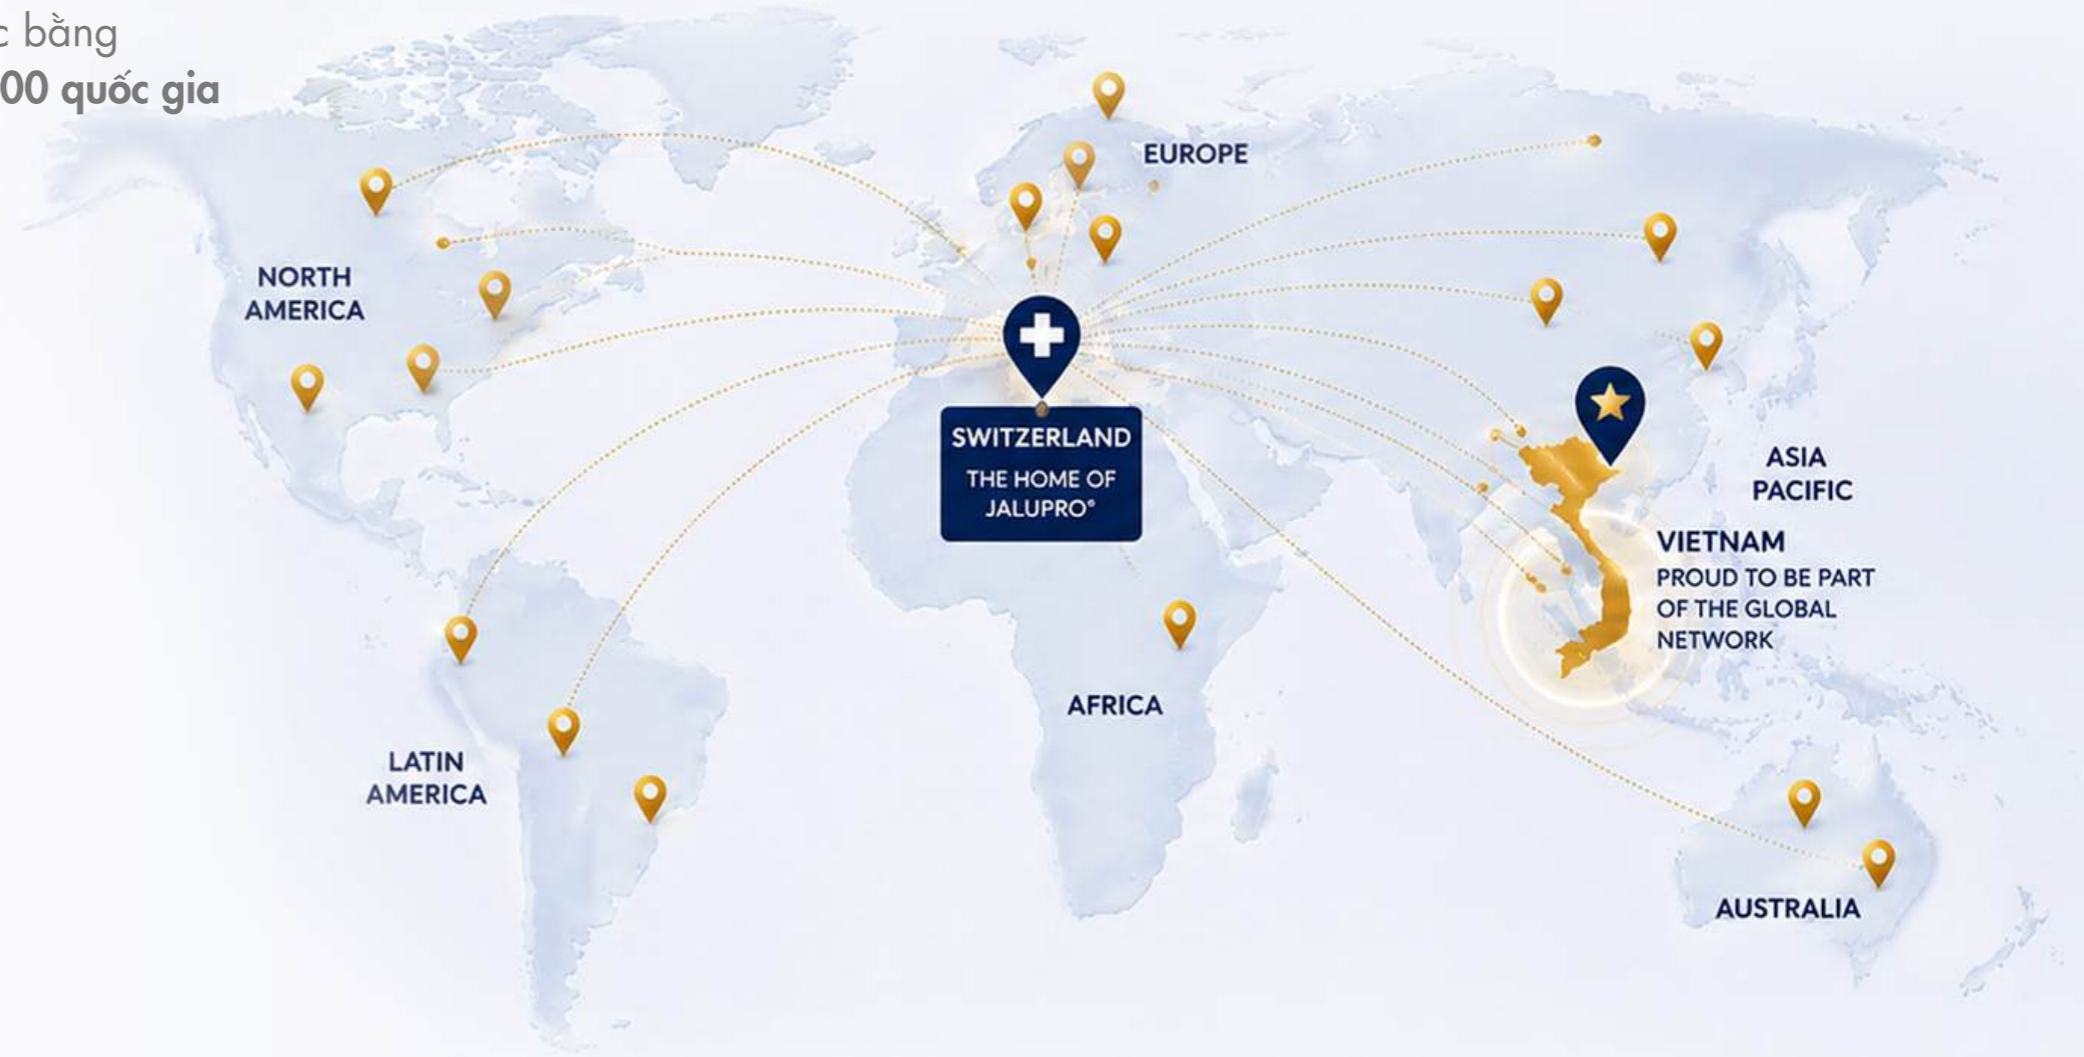 bằng
00 quốc gia
EUROPE
NORTH
AMERICA
SWITZERLAND
THE HOME OF
JALUPRO®
ASIA
PACIFIC
VIETNAM
PROUD TO BE PART
OF THE GLOBAL
NETWORK
AFRICA
LATIN
AMERICA
AUSTRALIA